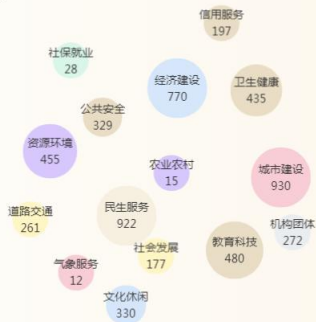 信用服务
197
社保就业
28
经济建设
770
卫生健康
435
公共安全
329
资源环境
455
农业农村
15
城市建设
930
民生服务
922
道路交通
261
机构团体
272
教育科技
480
社会发展
177
气象服务
12
文化休闲
330